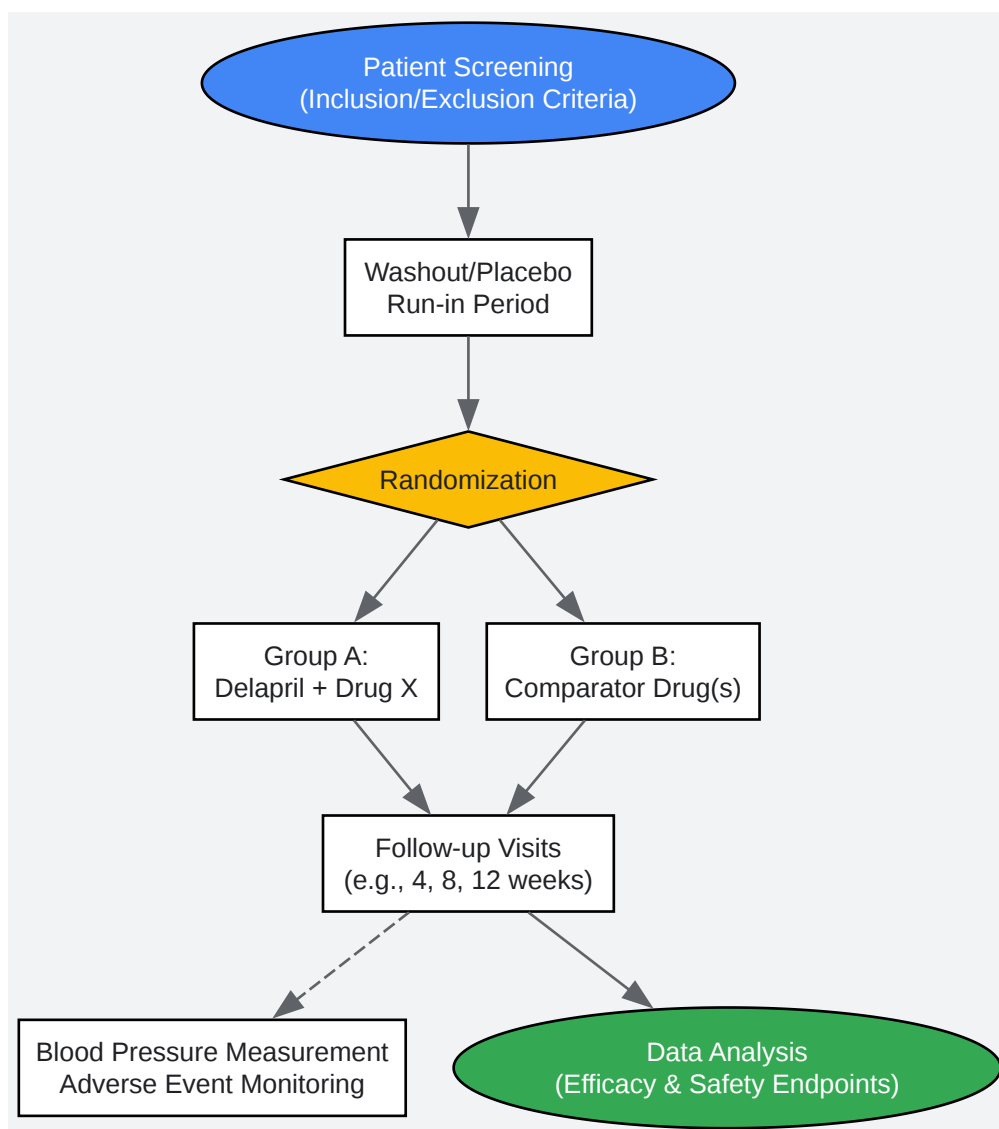 Patient Screening
(Inclusion/Exclusion Criteria)
Washout/Placebo
Run-in Period
Randomization
Group A:
Delapril + Drug X
Group B:
Comparator Drug(s)
Follow-up Visits
(e.g., 4, 8, 12 weeks)
Blood Pressure Measurement
Adverse Event Monitoring
Data Analysis
(Efficacy & Safety Endpoints)